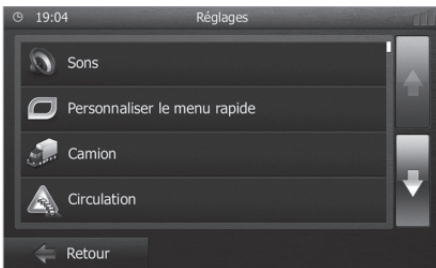 19:04 Réglages
Sons
Personnaliser le menu rapide
Camion
Circulation
Retour